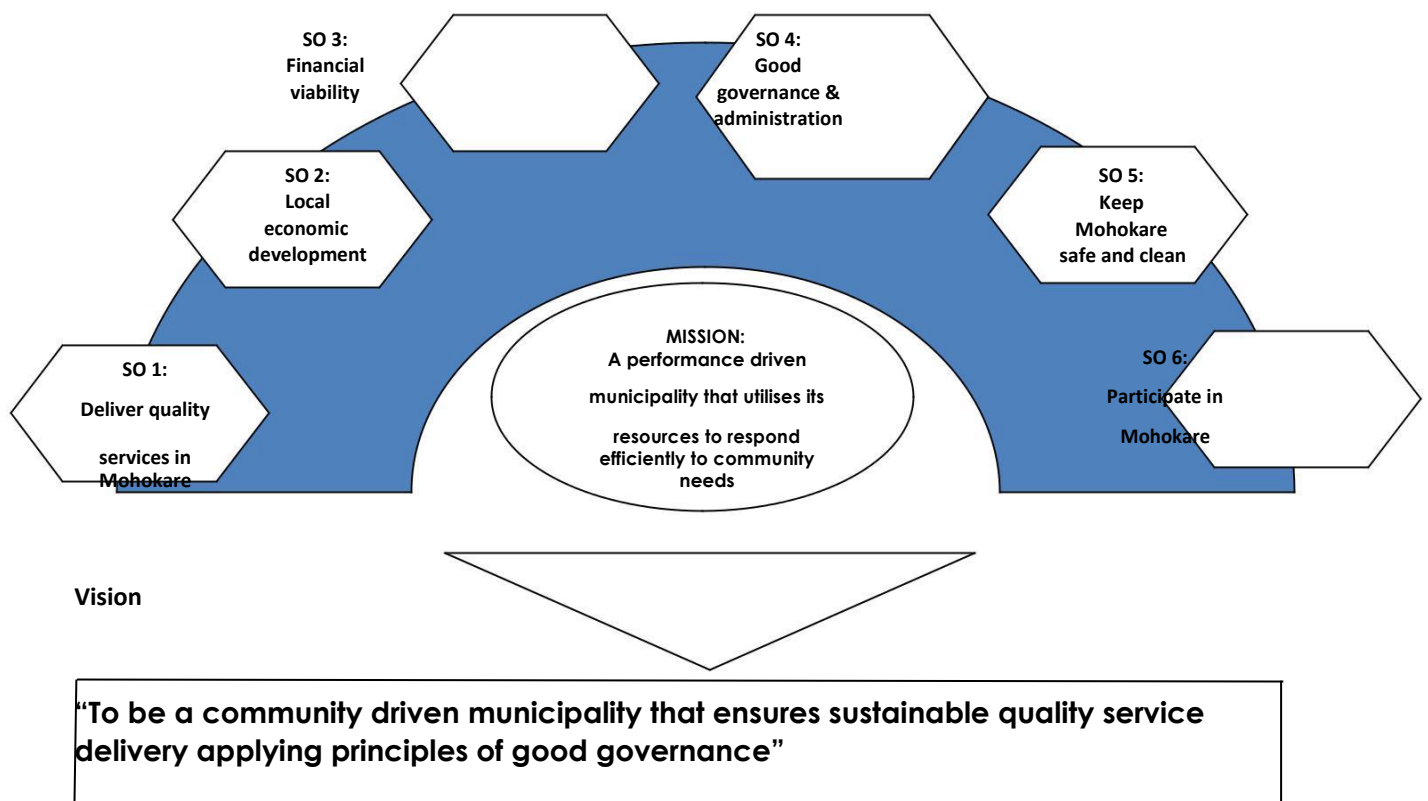 SO 3:
Financial
viability
SO 4:
Good
governance &
administration
SO 2:
Local
economic
development
SO 5:
Keep
Mohokare
safe and clean
SO 1:
Deliver quality
services in
Mohokare
MISSION:
A performance driven
municipality that utilises its
resources to respond
efficiently to community
needs
SO 6:
Participate in
Mohokare
Vision
“To be a community driven municipality that ensures sustainable quality service
delivery applying principles of good governance”